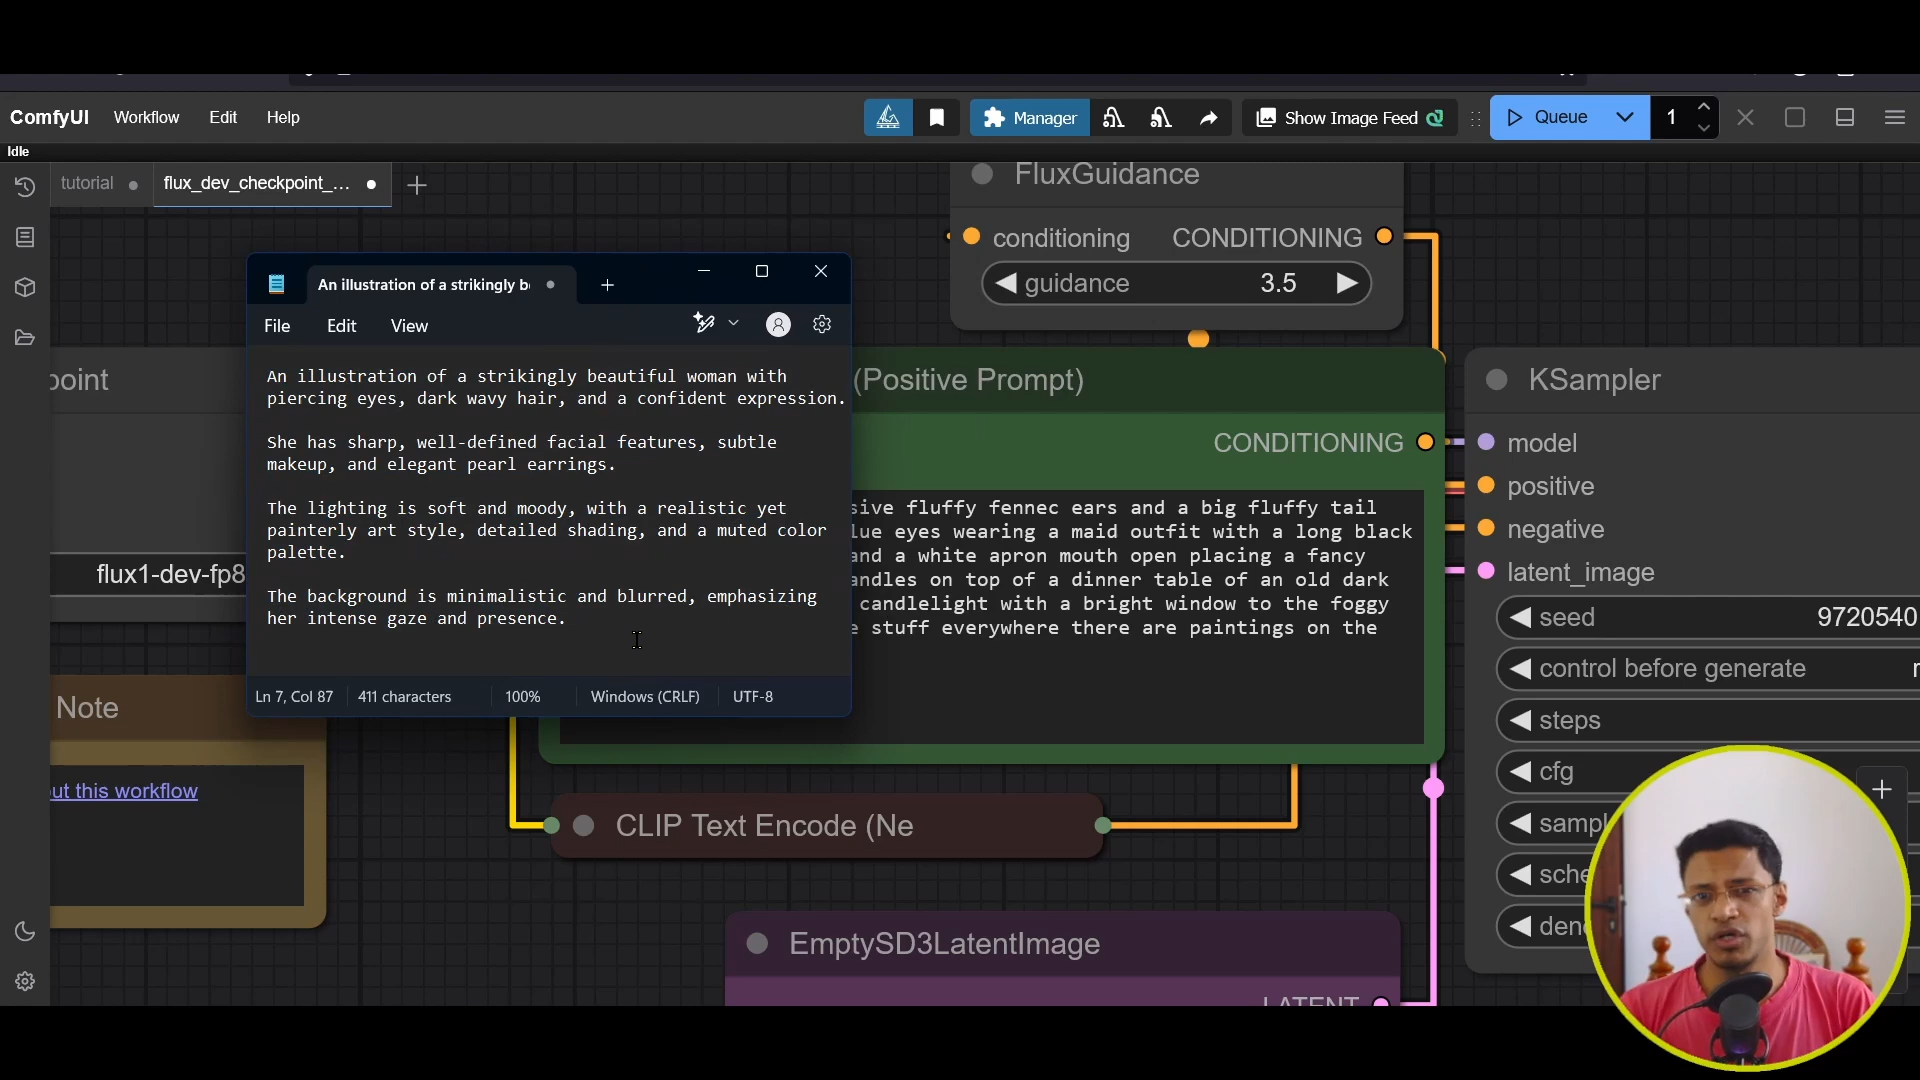 ComfyUI Workflow Edit Help
Manager Show Image Feed Queue 1
Idle
tutorial flux_dev_checkpoint_...
FluxGuidance
conditioning CONDITIONING
guidance 3.5
An illustration of a strikingly b
File Edit View
An illustration of a strikingly beautiful woman with
piercing eyes, dark wavy hair, and a confident expression.
She has sharp, well-defined facial features, subtle
makeup, and elegant pearl earrings.
The lighting is soft and moody, with a realistic yet
painterly art style, detailed shading, and a muted color
palette.
The background is minimalistic and blurred, emphasizing
her intense gaze and presence.
Ln 7, Col 87 411 characters 100% Windows (CRLF) UTF-8
point
flux1-dev-fp8
Note
ut this workflow
(Positive Prompt)
CONDITIONING
sive fluffy fennec ears and a big fluffy tail
lue eyes wearing a maid outfit with a long black
and a white apron mouth open placing a fancy
andles on top of a dinner table of an old dark
candlelight with a bright window to the foggy
e stuff everywhere there are paintings on the
CLIP Text Encode (Ne
EmptySD3LatentImage
LATENT
KSampler
model
positive
negative
latent_image
seed 9720540
control before generate
steps
cfg
sampl
sche
deno